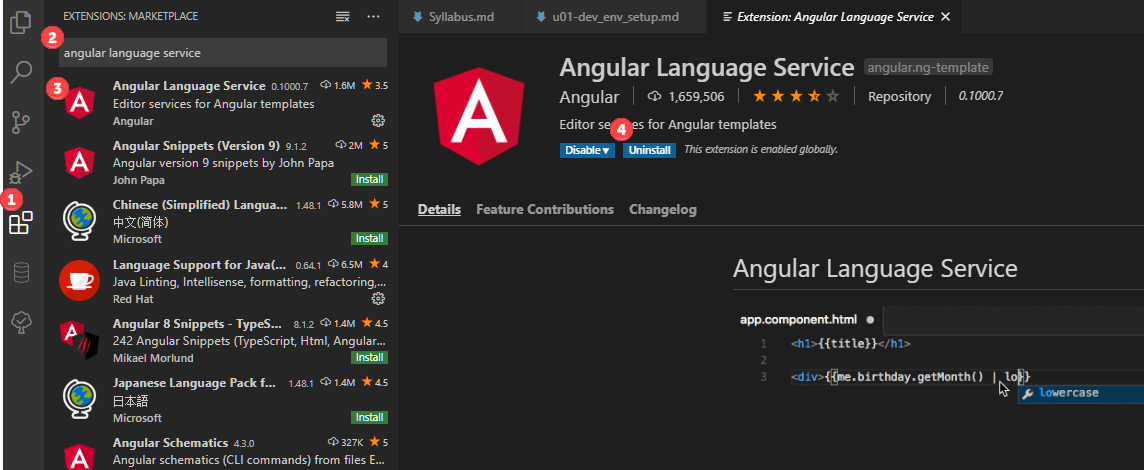 EXTENSIONS: MARKETPLACE
2
angular language service
3
Angular Language Service 0.1000.7 1.6M 3.5
Editor services for Angular templates
Angular
Angular Snippets (Version 9) 9.1.2 2M 5
Angular version 9 snippets by John Papa
John Papa Install
1
Chinese (Simplified) Langua... 1.48.1 5.8M 5
中文(简体)
Microsoft Install
Language Support for Java(... 0.64.1 6.5M 4
Java Linting, Intellisense, formatting, refactoring,...
Red Hat
Angular 8 Snippets - TypeS... 8.1.2 1.4M 4.5
242 Angular Snippets (TypeScript, Html, Angular...
Mikael Morlund Install
Japanese Language Pack f... 1.48.1 1.4M 4.5
日本語
Microsoft Install
Angular Schematics 4.3.0 327K 5
Angular schematics (CLI commands) from files E...
Syllabus.md u01-dev_env_setup.md Extension: Angular Language Service
Angular Language Service angular.ng-template
Angular 1,659,506 Repository 0.1000.7
Editor services for Angular templates
4
Disable Uninstall This extension is enabled globally.
Details Feature Contributions Changelog
Angular Language Service
app.component.html
1 <h1>{{title}}</h1>
2
3 <div>{{me.birthday.getMonth() | lo}}
lowercase